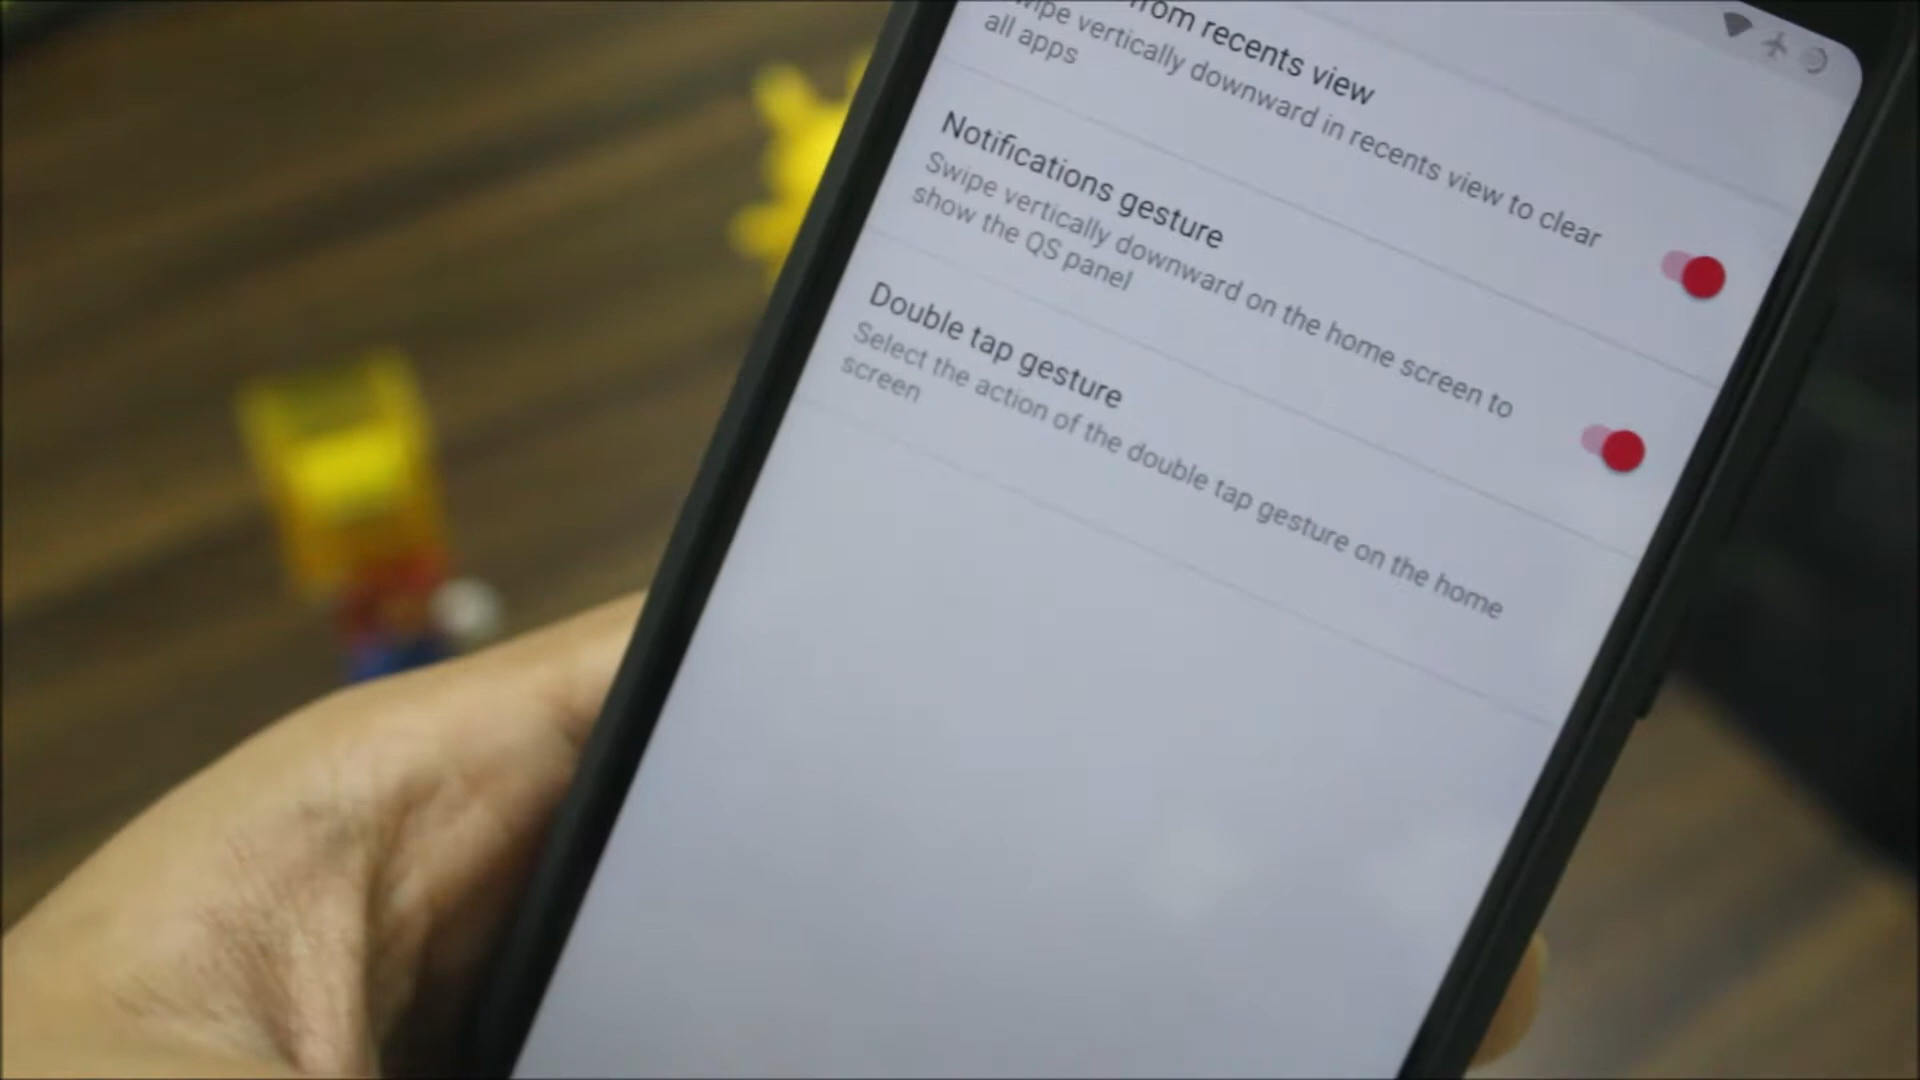 from recents view
Swipe vertically downward in recents view to clear
all apps
Notifications gesture
Swipe vertically downward on the home screen to
show the QS panel
Double tap gesture
Select the action of the double tap gesture on the home
screen